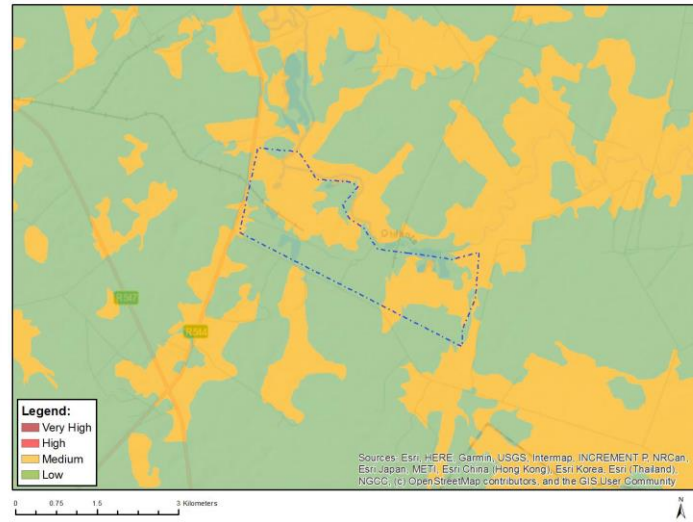 R547
R544
Legend:
Very High
High
Medium
Low
Sources: Esri, HERE, Garmin, USGS, Intermap, INCREMENT P, NRCan,
Esri Japan, METI, Esri China (Hong Kong), Esri Korea, Esri (Thailand),
NGCC, (c) OpenStreetMap contributors, and the GIS User Community
0 0.75 1.5 3 Kilometers
N